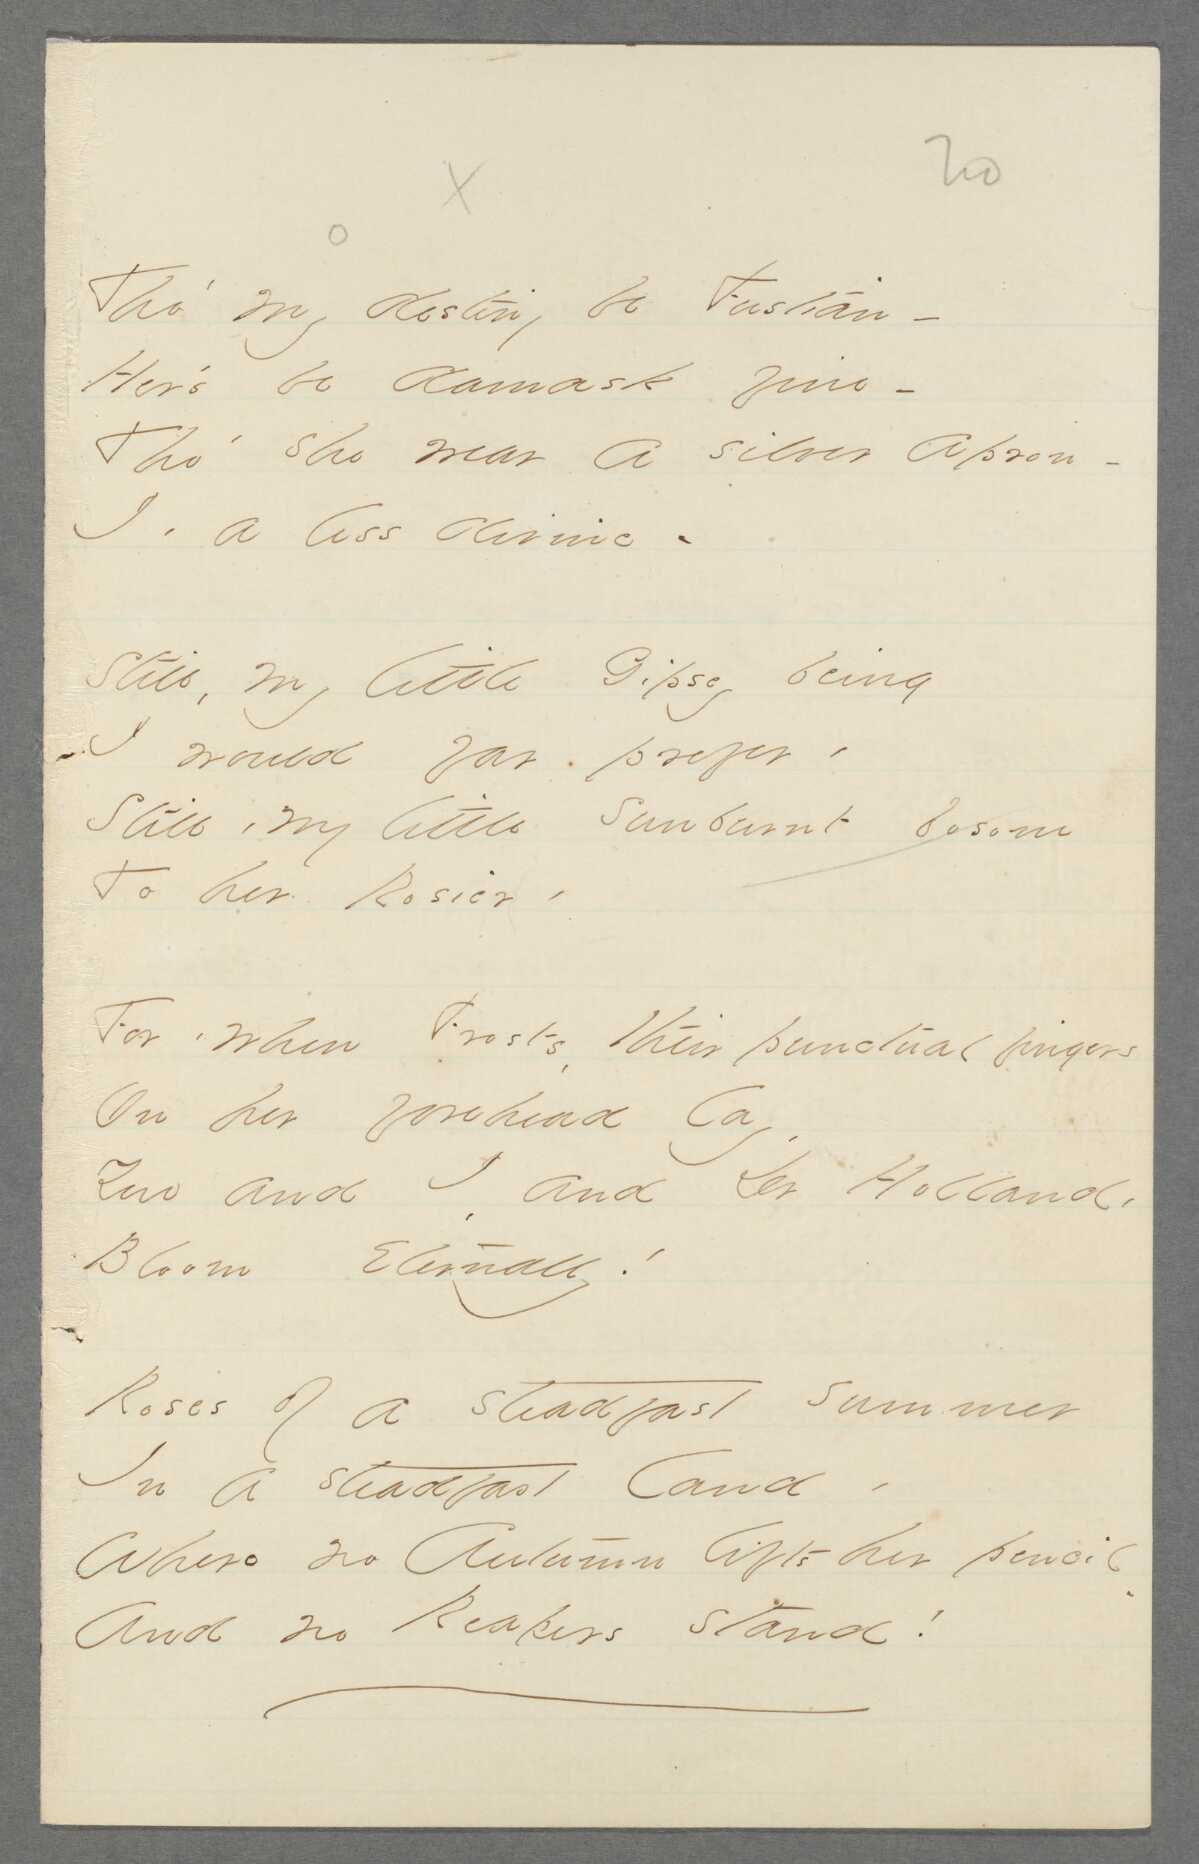 20
X
o
Tho' my destiny be Fustian -
Her's be damask fine -
Tho' she wear a silver apron -
I, a less divine -
Still, my little Gipsey being
I would far prefer,
Still, my little sunburnt bosom
To her Rosier,
For, when Frosts, their punctual fingers
On her forehead lay,
You and I, and Dr Holland,
Bloom Eternally!
Roses of a steadfast summer
In a steadfast land,
Where no Autumn lifts her pencil,
And no Reapers stand!